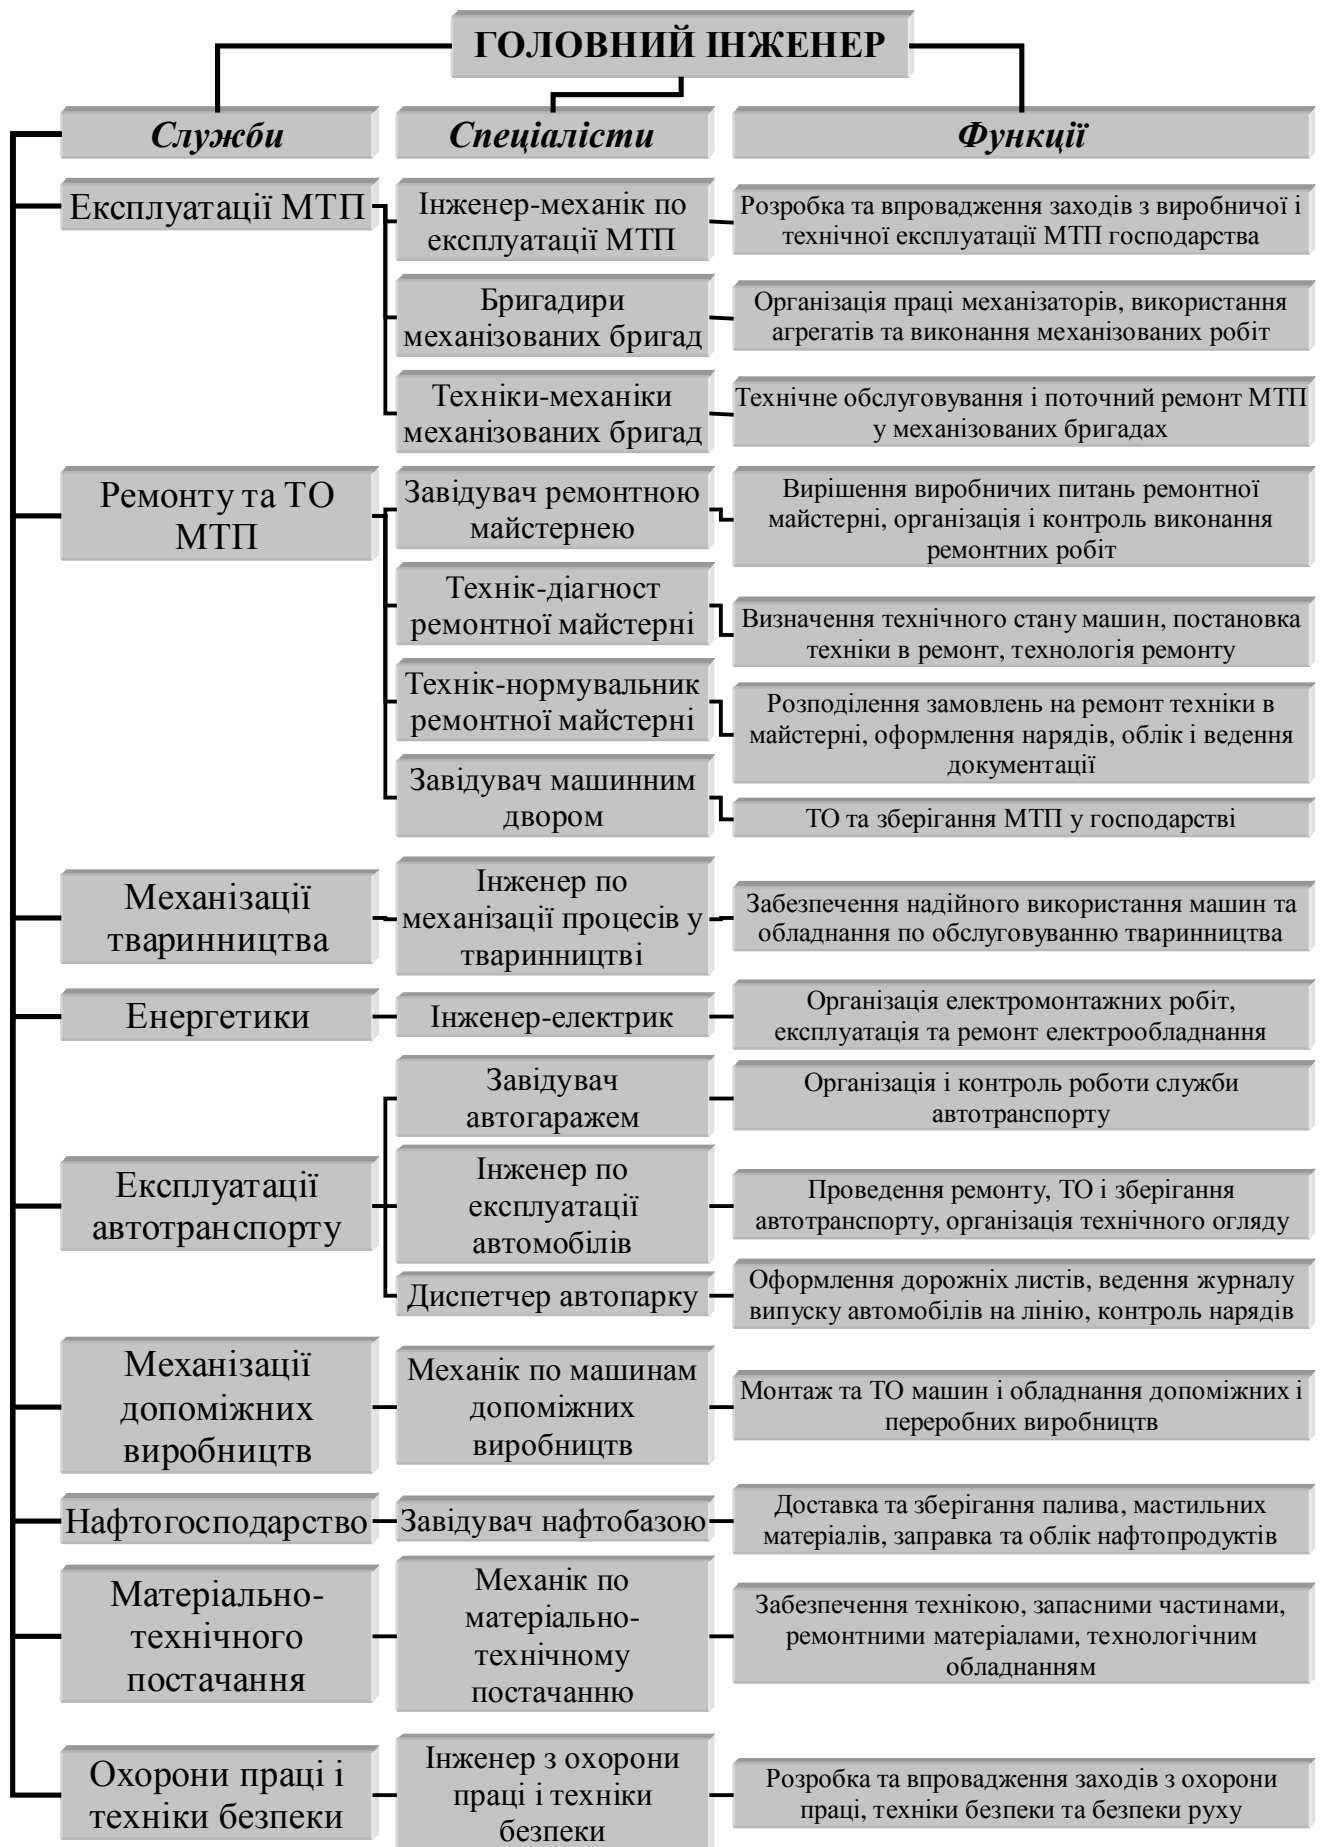 ГОЛОВНИЙ ІНЖЕНЕР
Служби
Спеціалісти
Функції
Експлуатації МТП
Інженер-механік по
експлуатації МТП
Розробка та впровадження заходів з виробничої і
технічної експлуатації МТП господарства
Бригадири
механізованих бригад
Організація праці механізаторів, використання
агрегатів та виконання механізованих робіт
Техніки-механіки
механізованих бригад
Технічне обслуговування і поточний ремонт МТП
у механізованих бригадах
Ремонту та ТО
МТП
Завідувач ремонтною
майстернею
Вирішення виробничих питань ремонтної
майстерні, організація і контроль виконання
ремонтних робіт
Технік-діагност
ремонтної майстерні
Визначення технічного стану машин, постановка
техніки в ремонт, технологія ремонту
Технік-нормувальник
ремонтної майстерні
Розподілення замовлень на ремонт техніки в
майстерні, оформлення нарядів, облік і ведення
документації
Завідувач машинним
двором
ТО та зберігання МТП у господарстві
Механізації
тваринництва
Інженер по
механізації процесів у
тваринництві
Забезпечення надійного використання машин та
обладнання по обслуговуванню тваринництва
Енергетики
Інженер-електрик
Організація електромонтажних робіт,
експлуатація та ремонт електрообладнання
Експлуатації
автотранспорту
Завідувач
автогаражем
Організація і контроль роботи служби
автотранспорту
Інженер по
експлуатації
автомобілів
Проведення ремонту, ТО і зберігання
автотранспорту, організація технічного огляду
Диспетчер автопарку
Оформлення дорожніх листів, ведення журналу
випуску автомобілів на лінію, контроль нарядів
Механізації
допоміжних
виробництв
Механік по машинам
допоміжних
виробництв
Монтаж та ТО машин і обладнання допоміжних і
переробних виробництв
Нафтогосподарство
Завідувач нафтобазою
Доставка та зберігання палива, мастильних
матеріалів, заправка та облік нафтопродуктів
Матеріально-
технічного
постачання
Механік по
матеріально-
технічному
постачанню
Забезпечення технікою, запасними частинами,
ремонтними матеріалами, технологічним
обладнанням
Охорони праці і
техніки безпеки
Інженер з охорони
праці і техніки
безпеки
Розробка та впровадження заходів з охорони
праці, техніки безпеки та безпеки руху